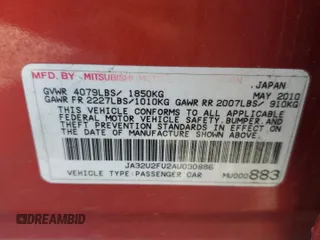 MFD. BY MITSUBISHI
JAPAN
GVWR 4079LBS/ 1850KG MAY 2010
GAWR FR 2227LBS/1010KG GAWR RR 2007LBS/ 910KG
THIS VEHICLE CONFORMS TO ALL APPLICABLE
FEDERAL MOTOR VEHICLE SAFETY, BUMPER, AND
THEFT PREVENTION STANDARDS IN EFFECT ON
THE DATE OF MANUFACTURE SHOWN ABOVE.
JA32U2FU2AU030886
VEHICLE TYPE:PASSENGER CAR MU000883
DREAMBID